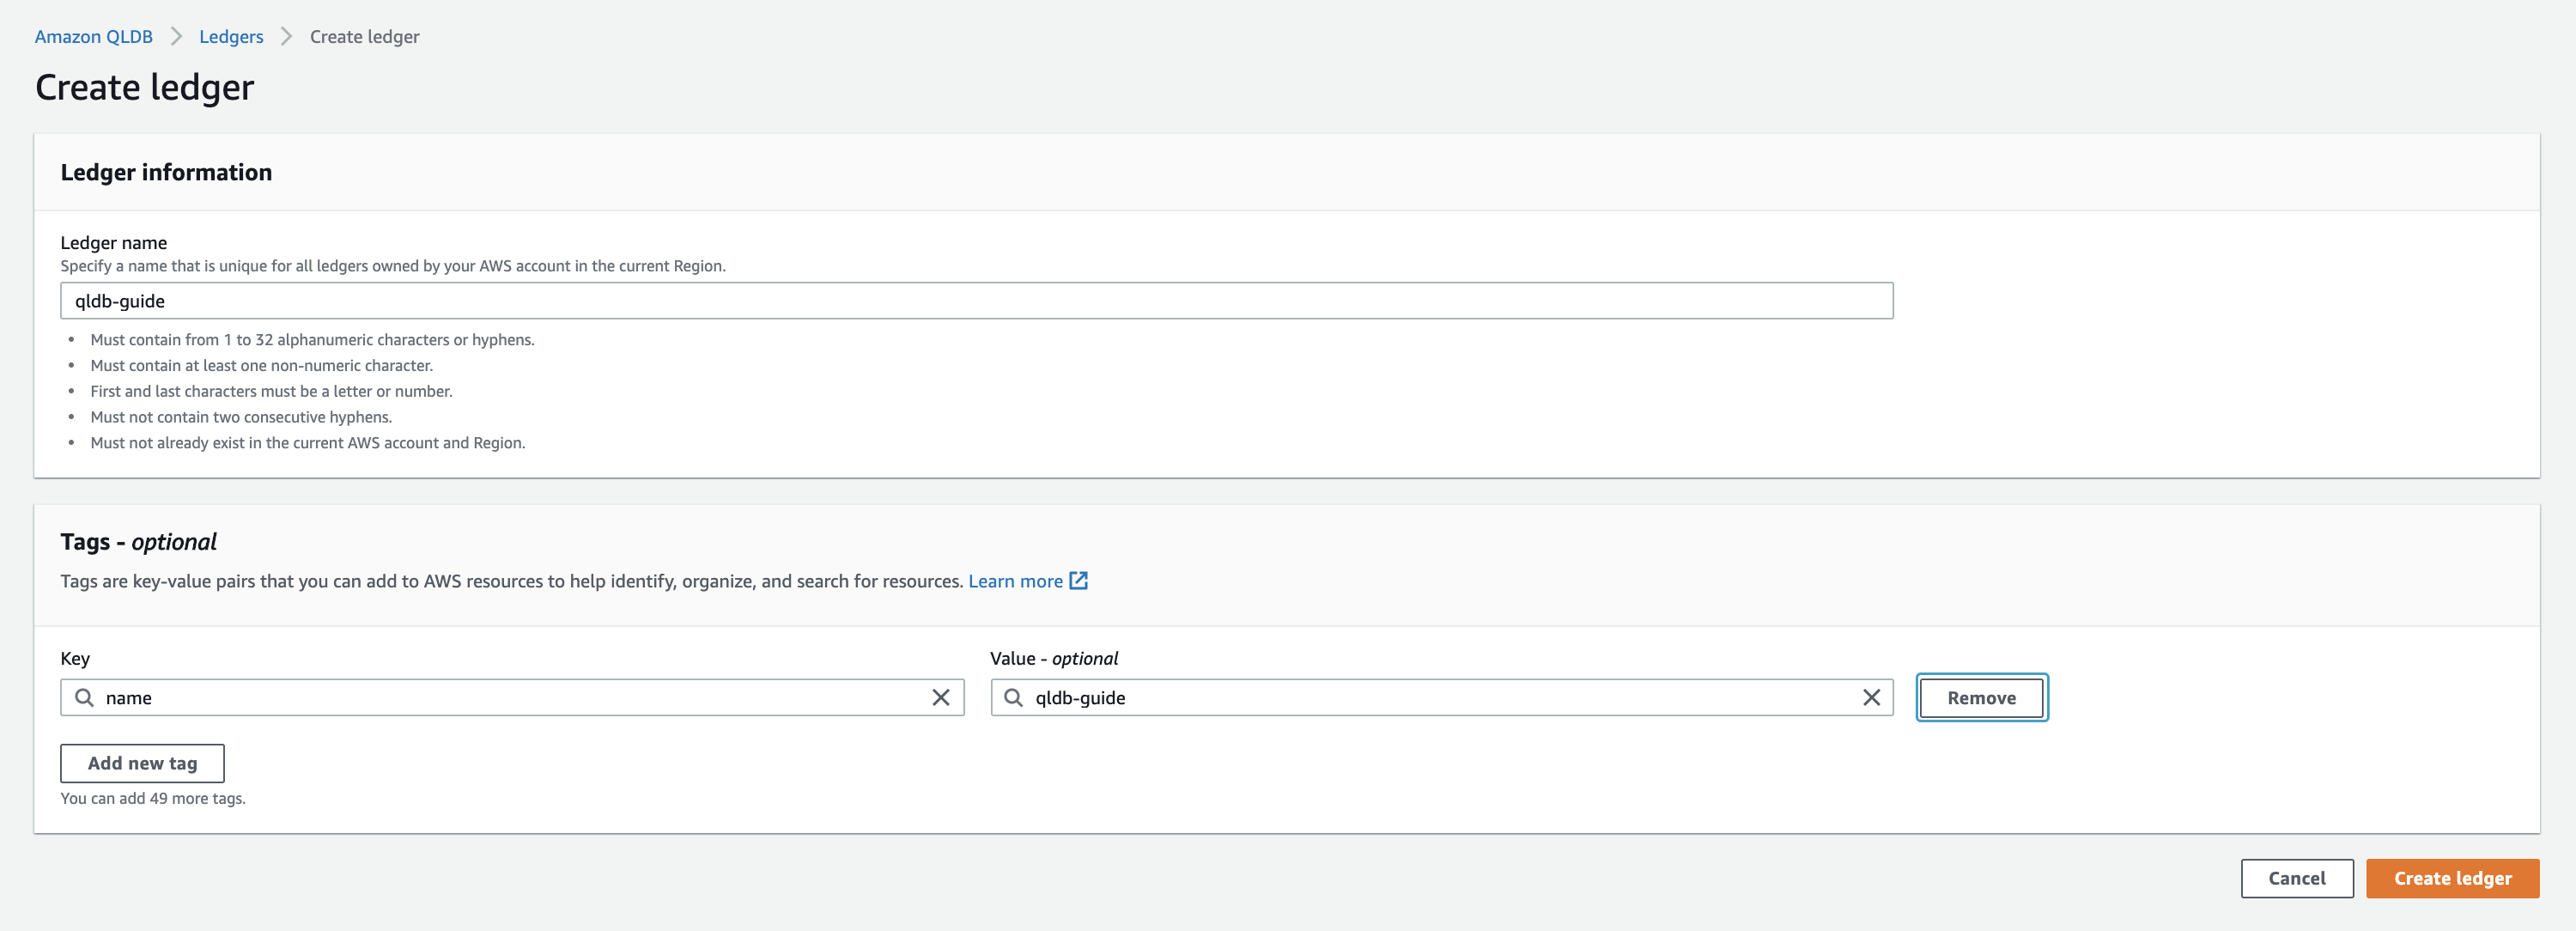 Amazon QLDB > Ledgers > Create ledger
Create ledger
Ledger information
Ledger name
Specify a name that is unique for all ledgers owned by your AWS account in the current Region.
qldb-guide
• Must contain from 1 to 32 alphanumeric characters or hyphens.
• Must contain at least one non-numeric character.
• First and last characters must be a letter or number.
• Must not contain two consecutive hyphens.
• Must not already exist in the current AWS account and Region.
Tags - optional
Tags are key-value pairs that you can add to AWS resources to help identify, organize, and search for resources. Learn more
Key Value - optional
name qldb-guide Remove
Add new tag
You can add 49 more tags.
Cancel Create ledger